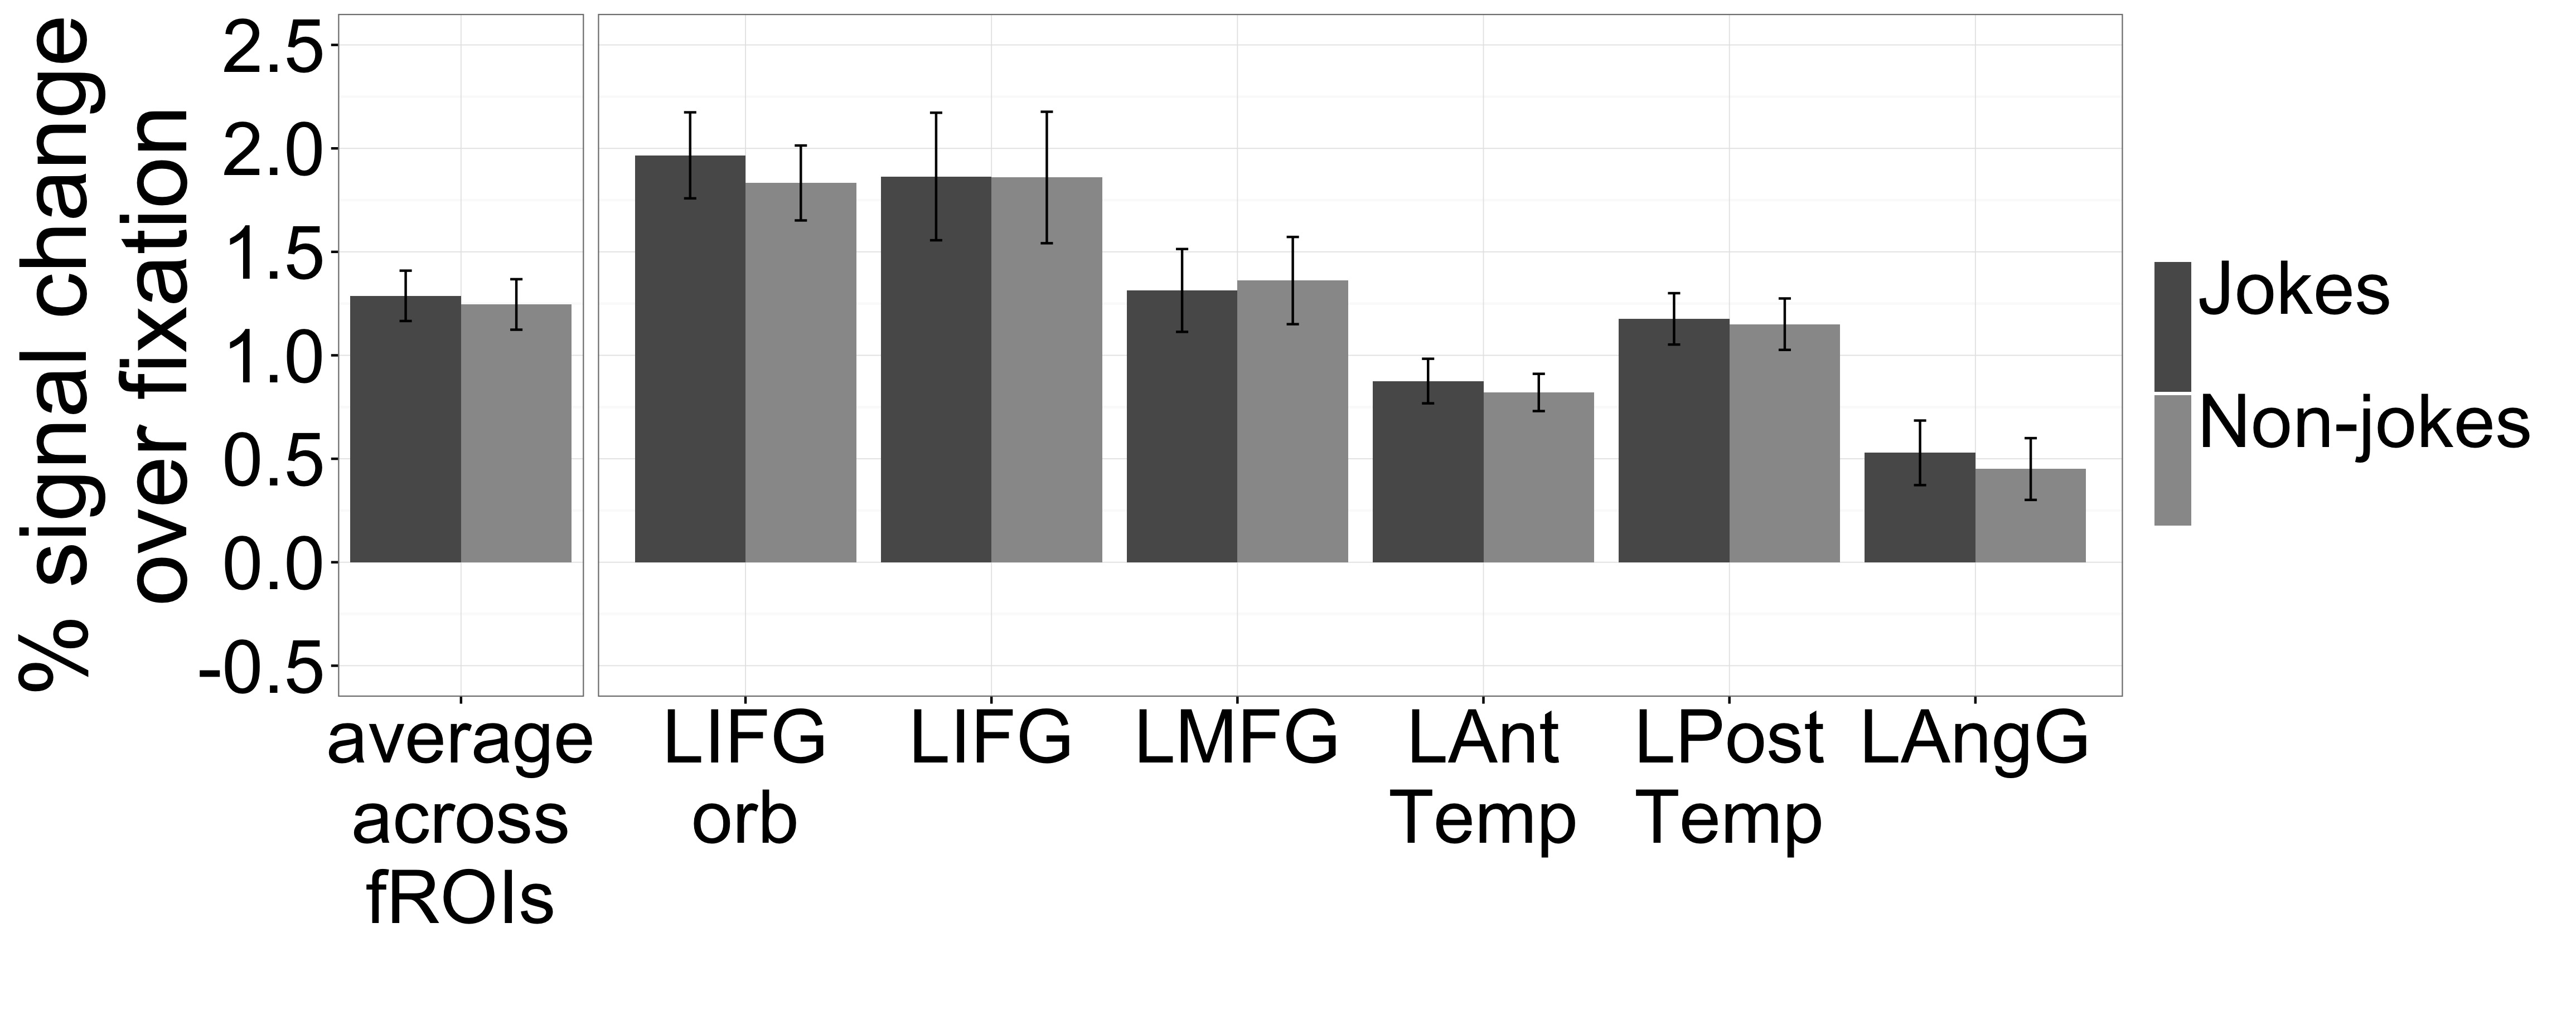 % signal change
over fixation
2.5
2.0
1.5
1.0
0.5
0.0
-0.5
average
across
fROIs
LIFG
orb
LIFG
LMFG
LAnt
Temp
LPost
Temp
LAngG
Jokes
Non-jokes